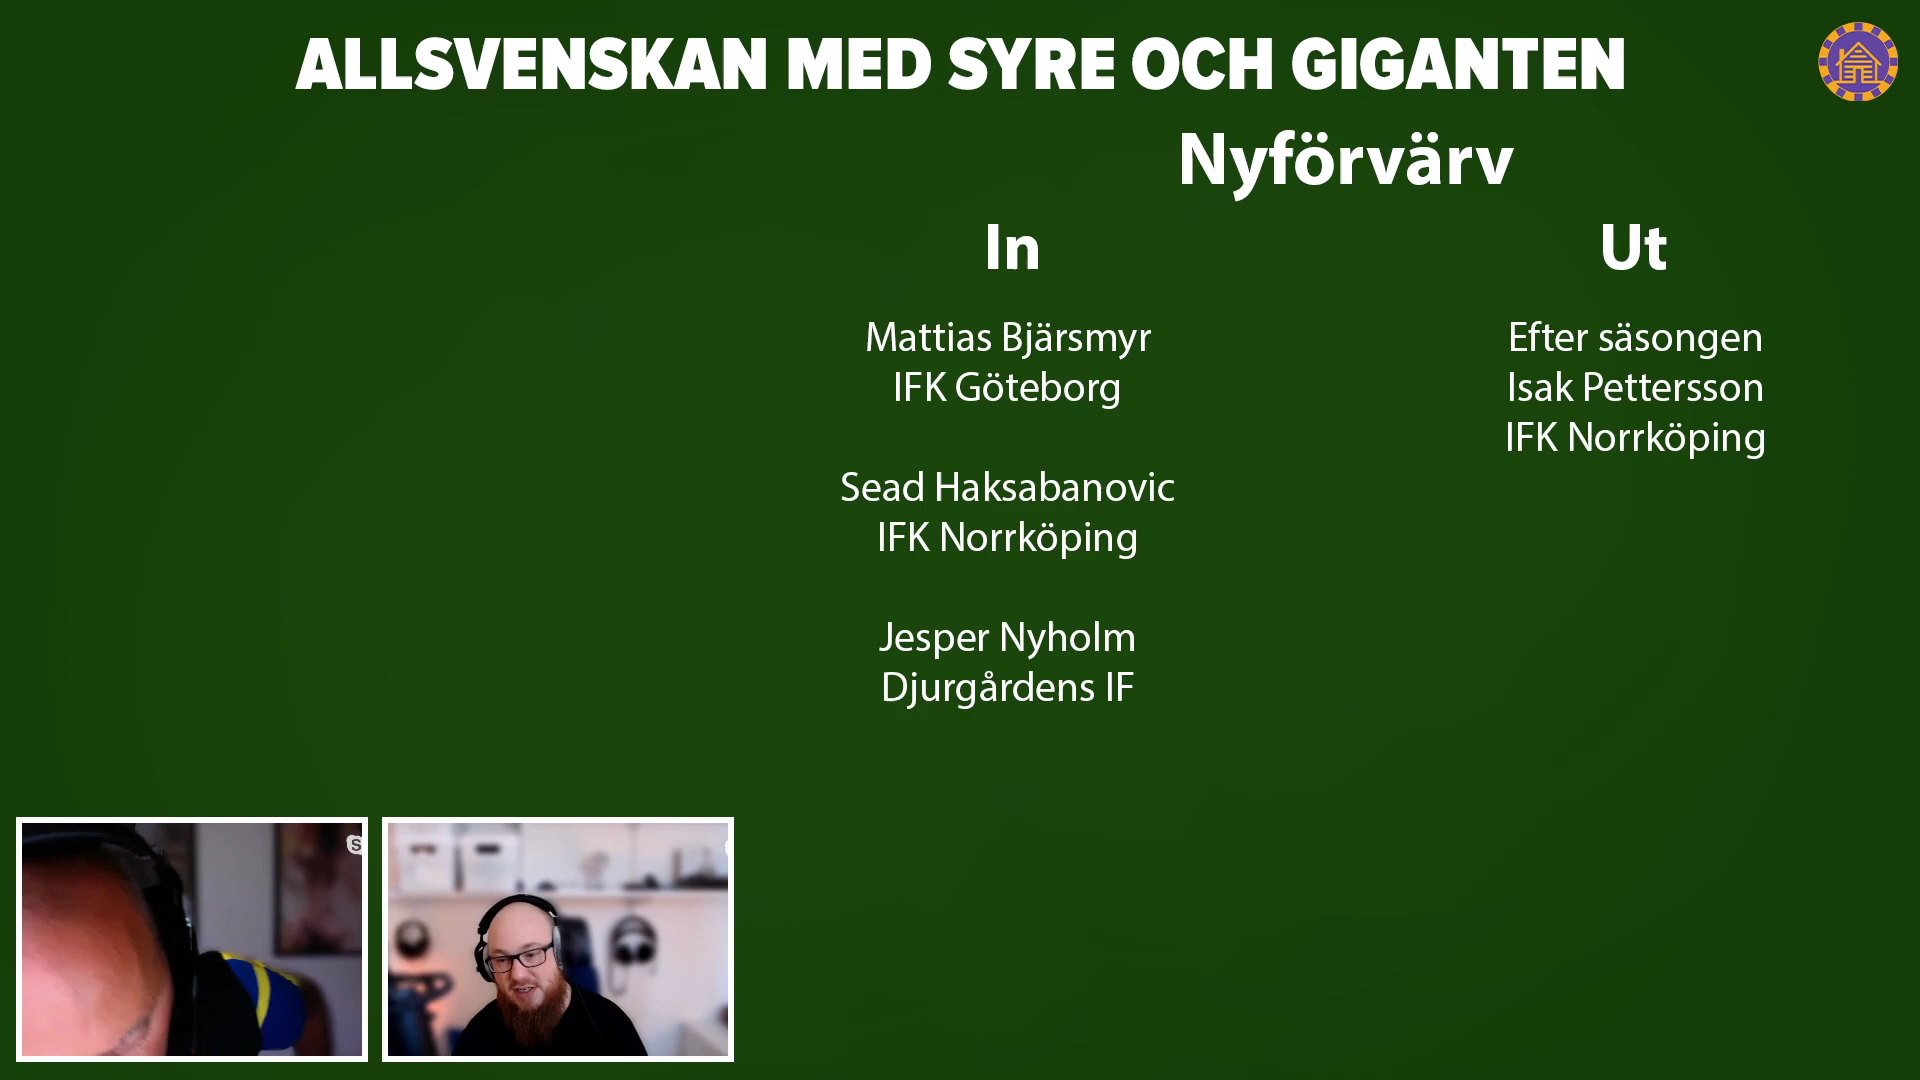 ALLSVENSKAN MED SYRE OCH GIGANTEN
Nyförvärv
In
Mattias Bjärsmyr
IFK Göteborg
Sead Haksabanovic
IFK Norrköping
Jesper Nyholm
Djurgårdens IF
Ut
Efter säsongen
Isak Pettersson
IFK Norrköping
S